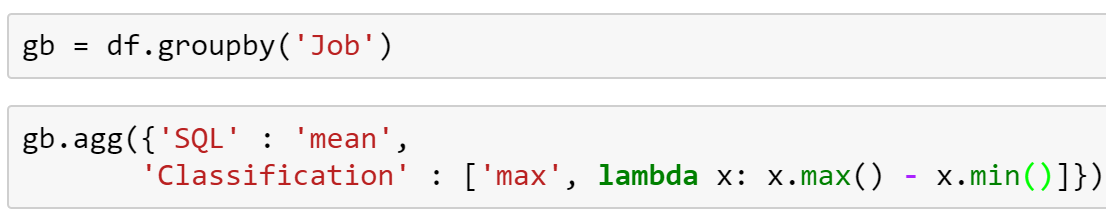 gb = df.groupby('Job')
gb.agg({'SQL' : 'mean',
'Classification' : ['max', lambda x: x.max() - x.min()]})